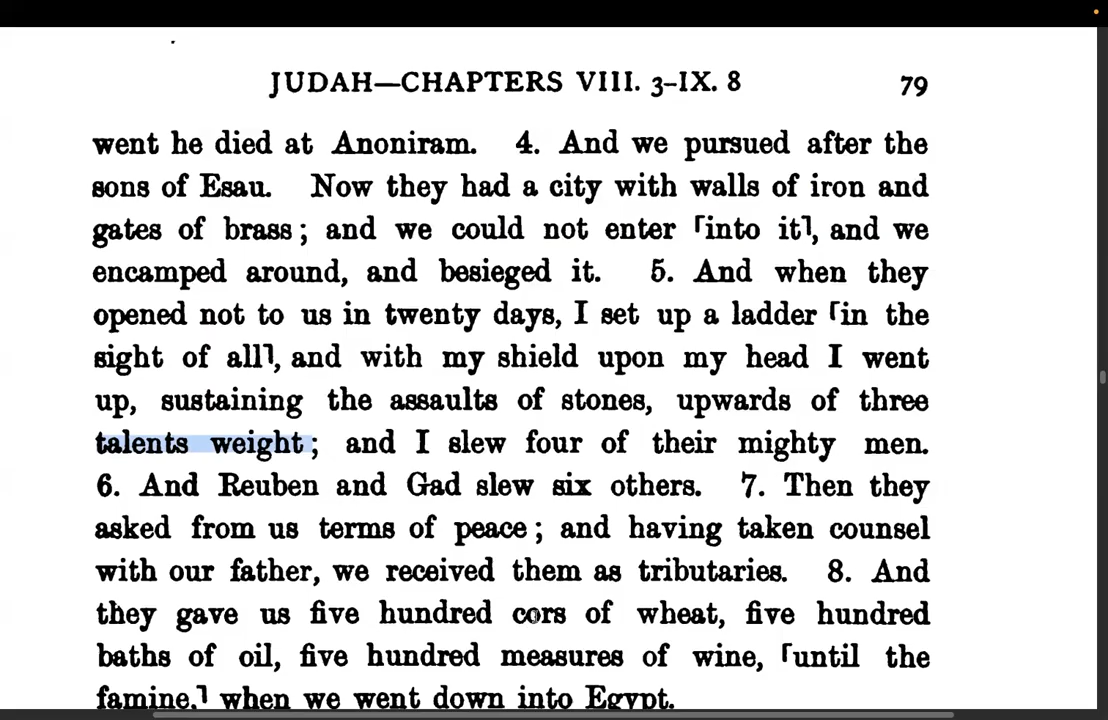 JUDAH—CHAPTERS VIII. 3–IX. 8 79
went he died at Anoniram. 4. And we pursued after the
sons of Esau. Now they had a city with walls of iron and
gates of brass; and we could not enter ⌜into it⌝, and we
encamped around, and besieged it. 5. And when they
opened not to us in twenty days, I set up a ladder ⌜in the
sight of all⌝, and with my shield upon my head I went
up, sustaining the assaults of stones, upwards of three
talents weight; and I slew four of their mighty men.
6. And Reuben and Gad slew six others. 7. Then they
asked from us terms of peace; and having taken counsel
with our father, we received them as tributaries. 8. And
they gave us five hundred cors of wheat, five hundred
baths of oil, five hundred measures of wine, ⌜until the
famine,⌝ when we went down into Egypt.